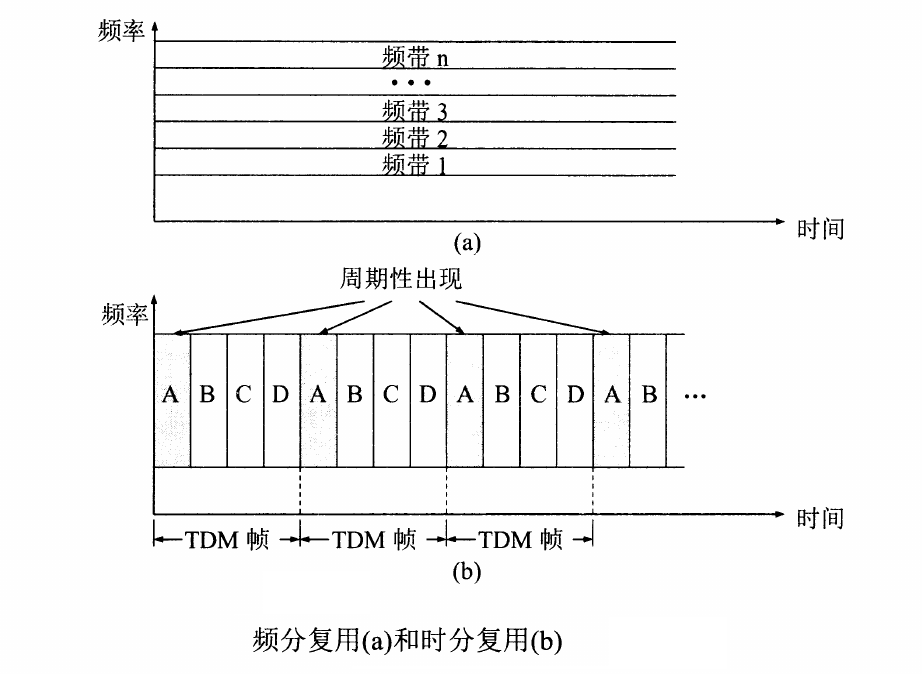 频率
频带 n
···
频带 3
频带 2
频带 1
时间
(a)
周期性出现
频率
A B C D A B C D A B C D A B ···
时间
TDM 帧 TDM 帧 TDM 帧
(b)
频分复用(a)和时分复用(b)